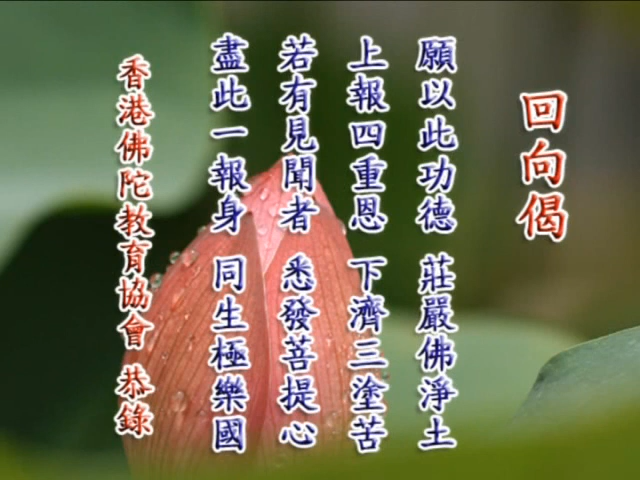 回向偈
願以此功德 莊嚴佛淨土
上報四重恩 下濟三塗苦
若有見聞者 悉發菩提心
盡此一報身 同生極樂國
香港佛陀教育協會 恭錄